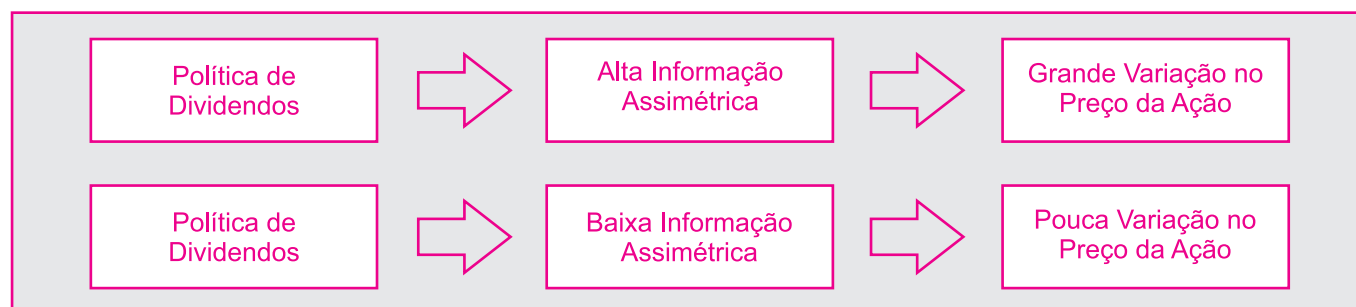 Política de
Dividendos
Alta Informação
Assimétrica
Grande Variação no
Preço da Ação
Política de
Dividendos
Baixa Informação
Assimétrica
Pouca Variação no
Preço da Ação